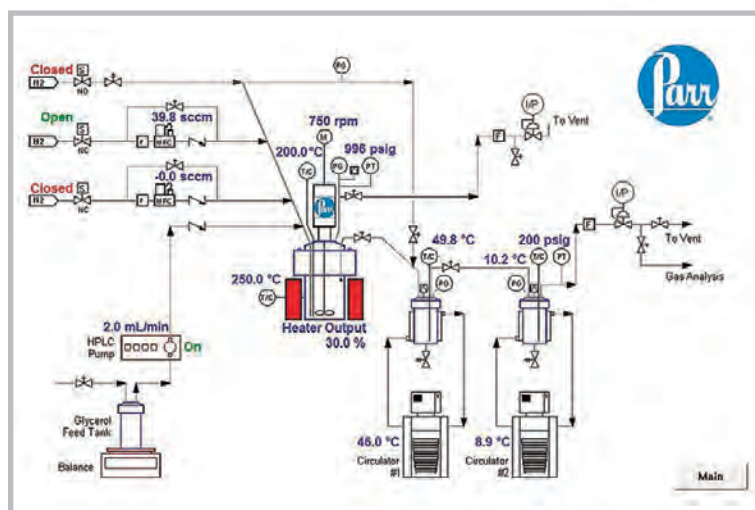 Closed
H2
S
NO
PG
Parr
I/P
To Vent
F
Open
39.8 sccm
H2
S
NC
F
MFC
750 rpm
M
996 psig
200.0 °C
T/C
PG
PT
Closed
-0.0 sccm
S
NC
F
MFC
Parr
I/P
F
To Vent
Gas Analysis
49.8 °C
T/C
PG
10.2 °C
200 psig
T/C
PT
PG
250.0 °C
T/C
Heater Output
30.0 %
2.0 mL/min
HPLC
Pump
On
Glycerol
Feed Tank
Balance
Circulator
#1
8.9 °C
Circulator
#2
Main